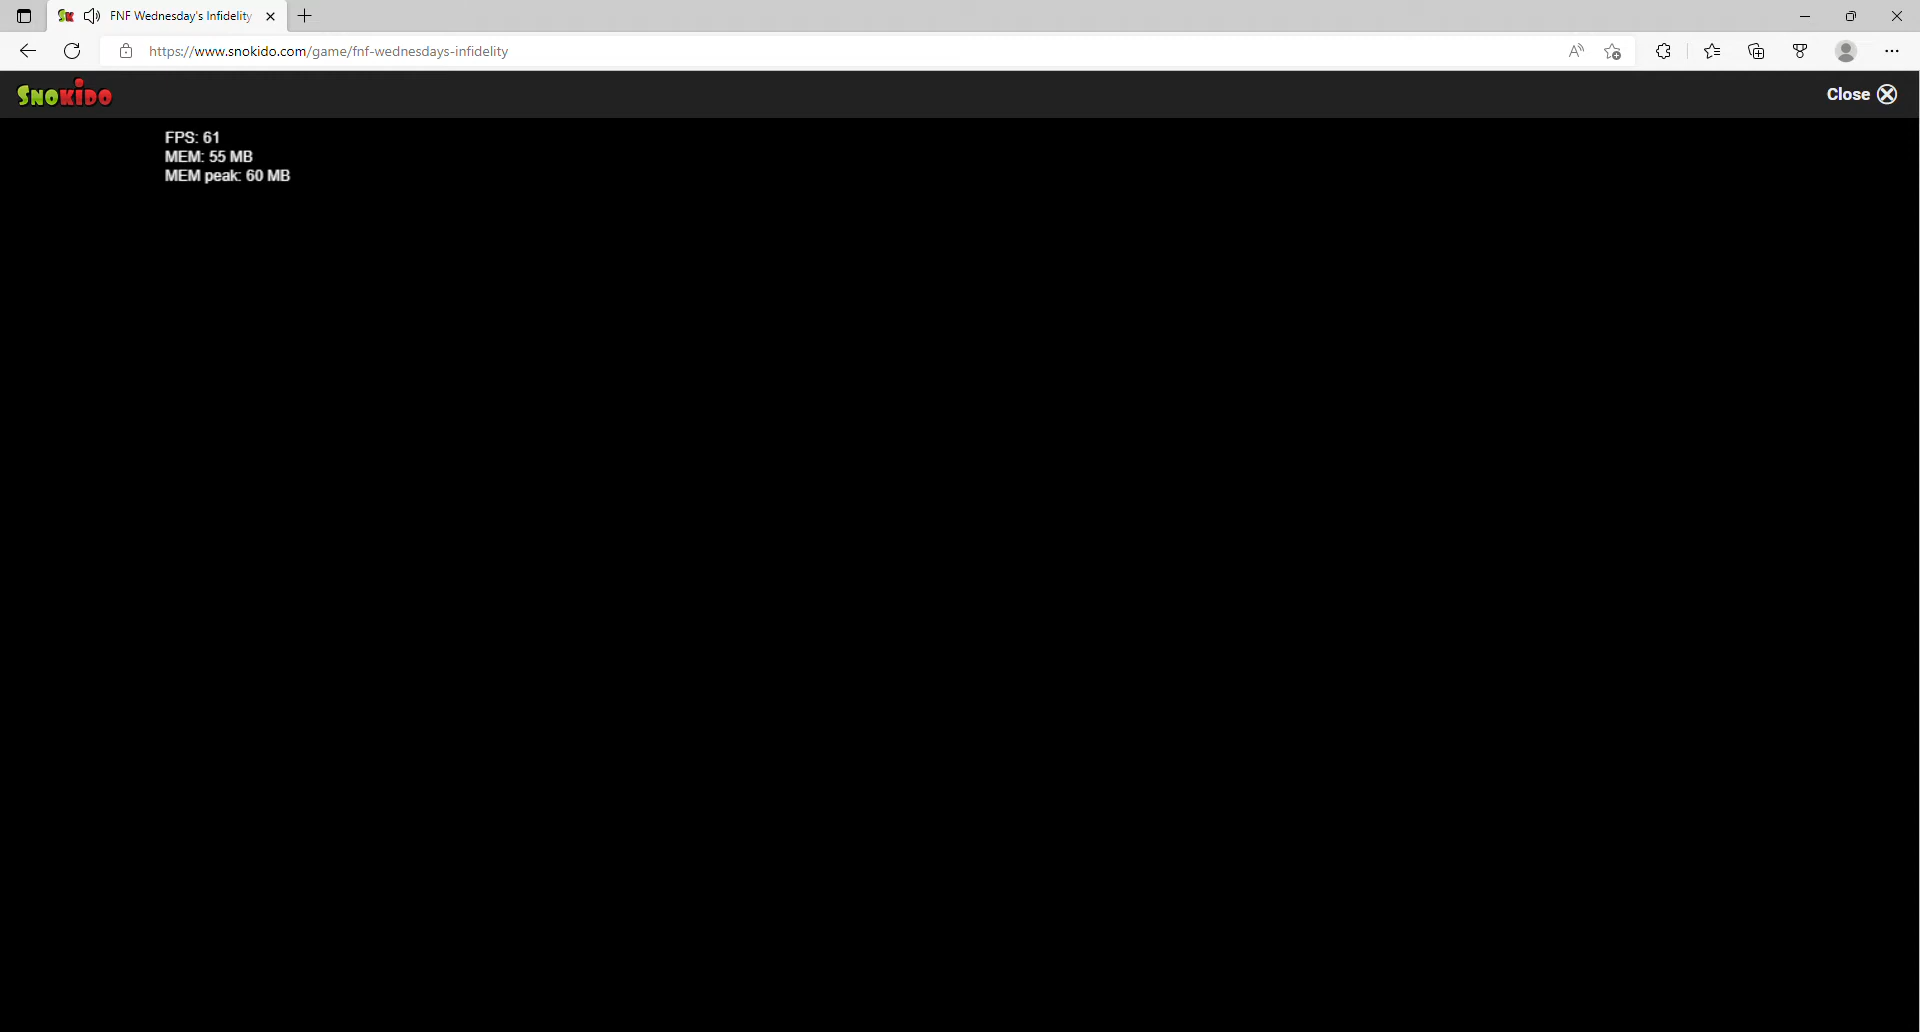 FNF Wednesday's Infidelity
https://www.snokido.com/game/fnf-wednesdays-infidelity
SNOKIDO
Close
FPS: 61
MEM: 55 MB
MEM peak: 60 MB